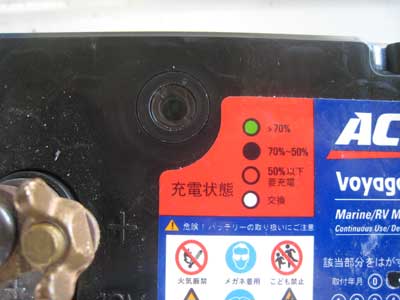 >70%
70%~50%
50%以下
要充電
充電状態
交換
AC
Voyag
Marine/RV M
Continuous Use/ De
危険！バッテリーの取り扱いにご注意
火気厳禁
メガネ着用
こども禁止
該当部分をはが
取付年月
+